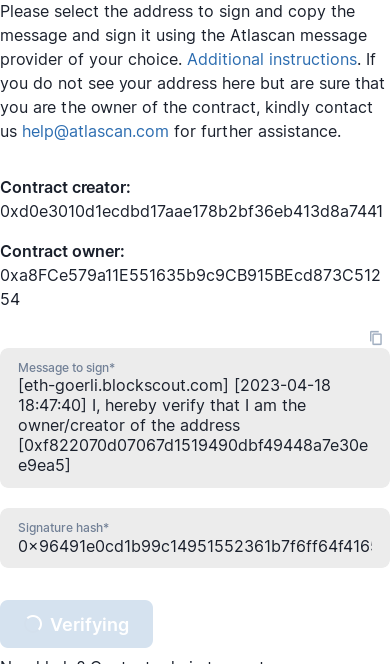 Please select the address to sign and copy the
message and sign it using the Atlascan message
provider of your choice. Additional instructions. If
you do not see your address here but are sure that
you are the owner of the contract, kindly contact
us help@atlascan.com for further assistance.
Contract creator:
0xd0e3010d1ecdbd17aae178b2bf36eb413d8a7441
Contract owner:
0xa8FCe579a11E551635b9c9CB915BEcd873C512
54
Message to sign*
[eth-goerli.blockscout.com] [2023-04-18
18:47:40] I, hereby verify that I am the
owner/creator of the address
[0xf822070d07067d1519490dbf49448a7e30e
e9ea5]
Signature hash*
0x96491e0cd1b99c14951552361b7f6ff64f416
Verifying